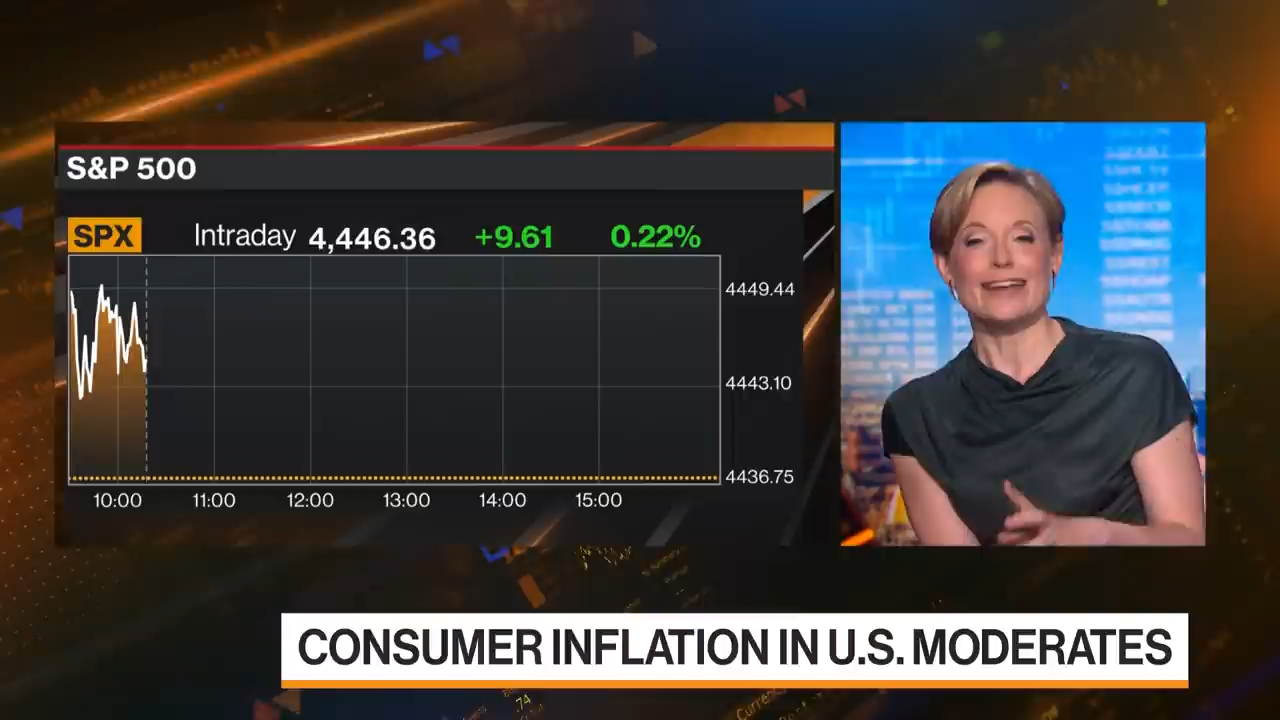 S&P 500
SPX Intraday 4,446.36 +9.61 0.22%
4449.44
4443.10
4436.75
10:00 11:00 12:00 13:00 14:00 15:00
CONSUMER INFLATION IN U.S. MODERATES
74